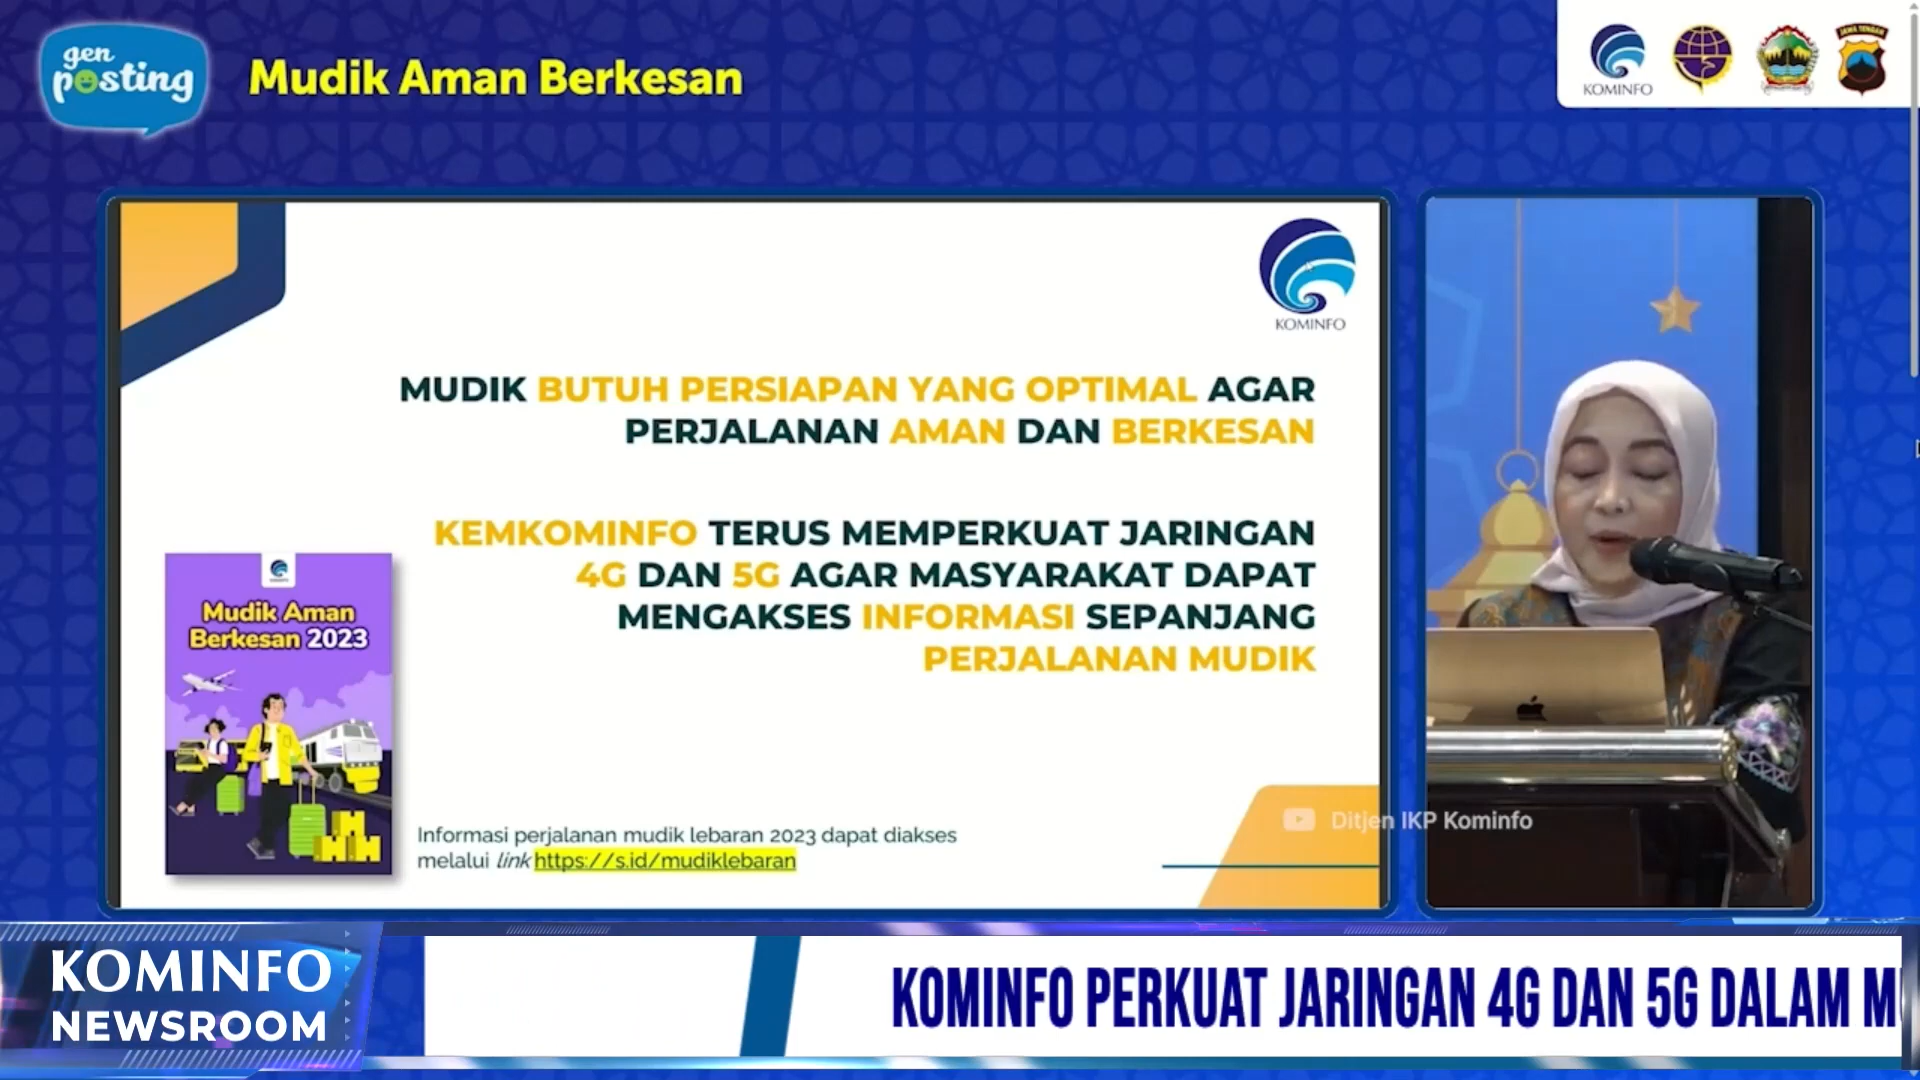 gen
posting
Mudik Aman Berkesan
KOMINFO
JAWA TENGAH
KOMINFO
MUDIK BUTUH PERSIAPAN YANG OPTIMAL AGAR
PERJALANAN AMAN DAN BERKESAN
KEMKOMINFO TERUS MEMPERKUAT JARINGAN
4G DAN 5G AGAR MASYARAKAT DAPAT
MENGAKSES INFORMASI SEPANJANG
PERJALANAN MUDIK
Mudik Aman
Berkesan 2023
Informasi perjalanan mudik lebaran 2023 dapat diakses
melalui link https://s.id/mudiklebaran
Ditjen IKP Kominfo
KOMINFO
NEWSROOM
KOMINFO PERKUAT JARINGAN 4G DAN 5G DALAM M